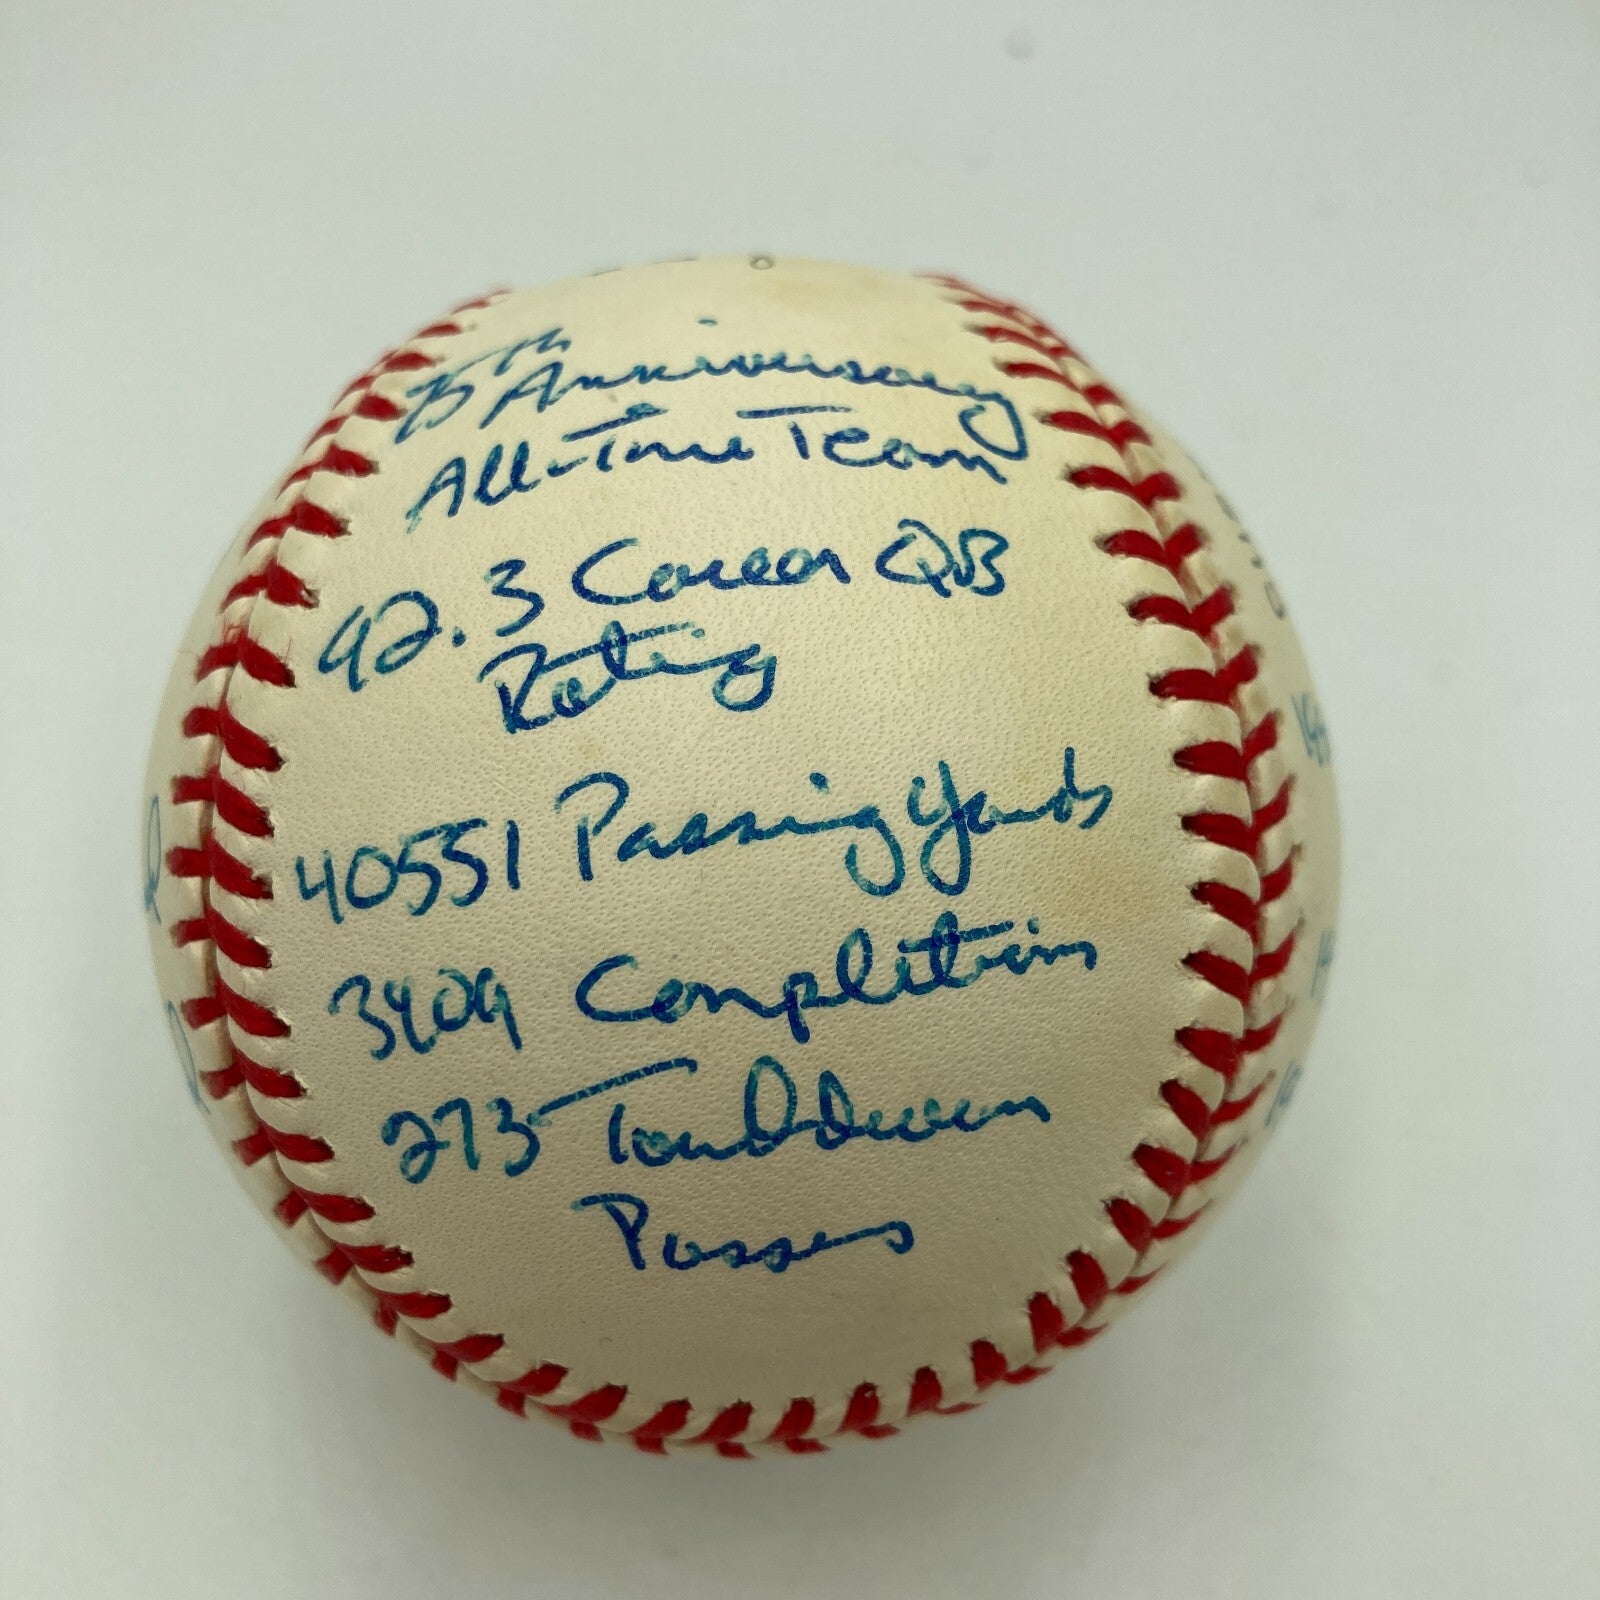 75th Anniversary
All-Time Team
92.3 Career QB
Rating
40551 Passing Yards
3409 Completions
273 Touchdown
Passes